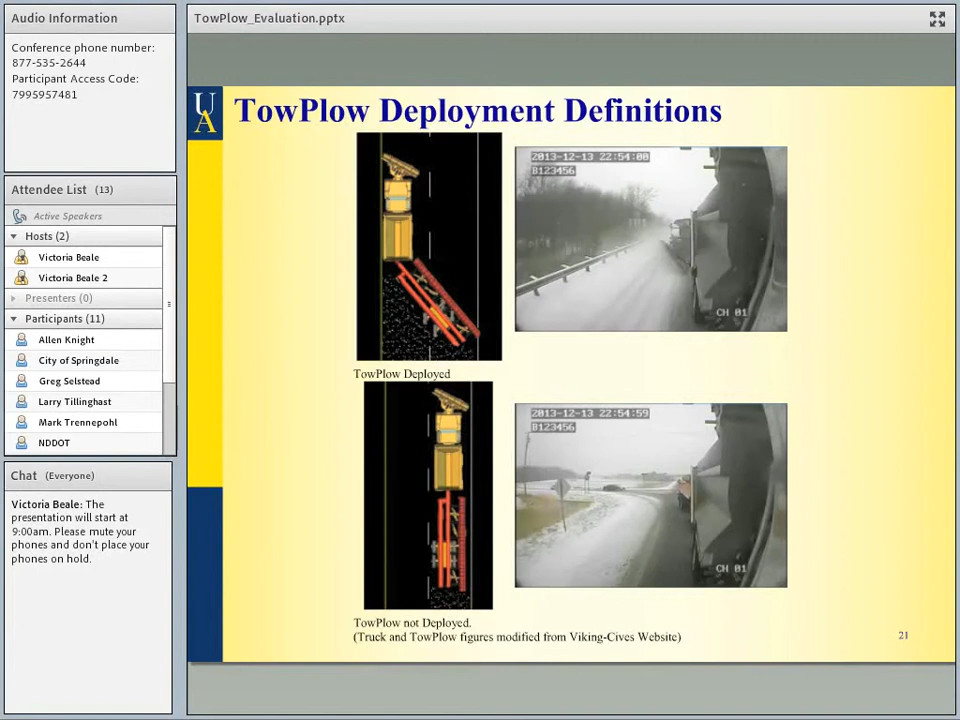 Audio Information
Conference phone number:
877-535-2644
Participant Access Code:
7995957481
Attendee List (13)
Active Speakers
Hosts (2)
Victoria Beale
Victoria Beale 2
Presenters (0)
Participants (11)
Allen Knight
City of Springdale
Greg Selstead
Larry Tillinghast
Mark Trennepohl
NDDOT
Chat (Everyone)
Victoria Beale: The
presentation will start at
9:00am. Please mute your
phones and don't place your
phones on hold.
TowPlow_Evaluation.pptx
UA
TowPlow Deployment Definitions
2013-12-13 22:54:00
B123456
CH 01
TowPlow Deployed
2013-12-13 22:54:59
B123456
CH 01
TowPlow not Deployed.
(Truck and TowPlow figures modified from Viking-Cives Website)
21